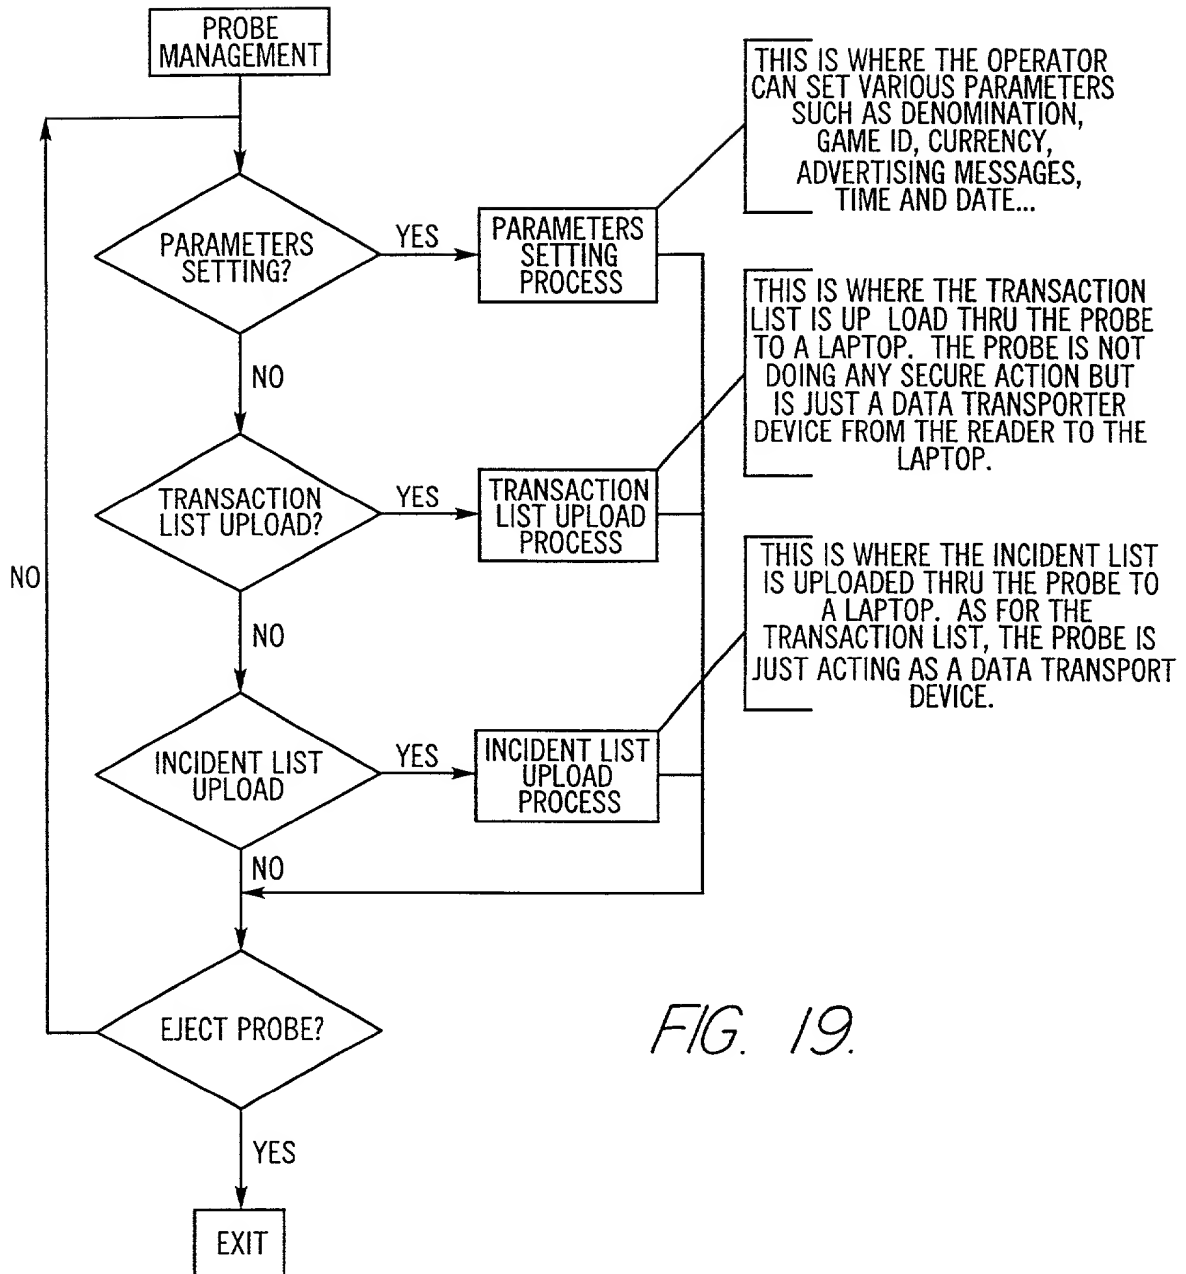 PROBE
MANAGEMENT
THIS IS WHERE THE OPERATOR
CAN SET VARIOUS PARAMETERS
SUCH AS DENOMINATION,
GAME ID, CURRENCY,
ADVERTISING MESSAGES,
TIME AND DATE...
PARAMETERS
SETTING?
YES
PARAMETERS
SETTING
PROCESS
NO
THIS IS WHERE THE TRANSACTION
LIST IS UP LOAD THRU THE PROBE
TO A LAPTOP. THE PROBE IS NOT
DOING ANY SECURE ACTION BUT
IS JUST A DATA TRANSPORTER
DEVICE FROM THE READER TO THE
LAPTOP.
TRANSACTION
LIST UPLOAD?
YES
TRANSACTION
LIST UPLOAD
PROCESS
NO
NO
THIS IS WHERE THE INCIDENT LIST
IS UPLOADED THRU THE PROBE TO
A LAPTOP. AS FOR THE
TRANSACTION LIST, THE PROBE IS
JUST ACTING AS A DATA TRANSPORT
DEVICE.
INCIDENT LIST
UPLOAD
YES
INCIDENT LIST
UPLOAD
PROCESS
NO
EJECT PROBE?
FIG. 19.
YES
EXIT